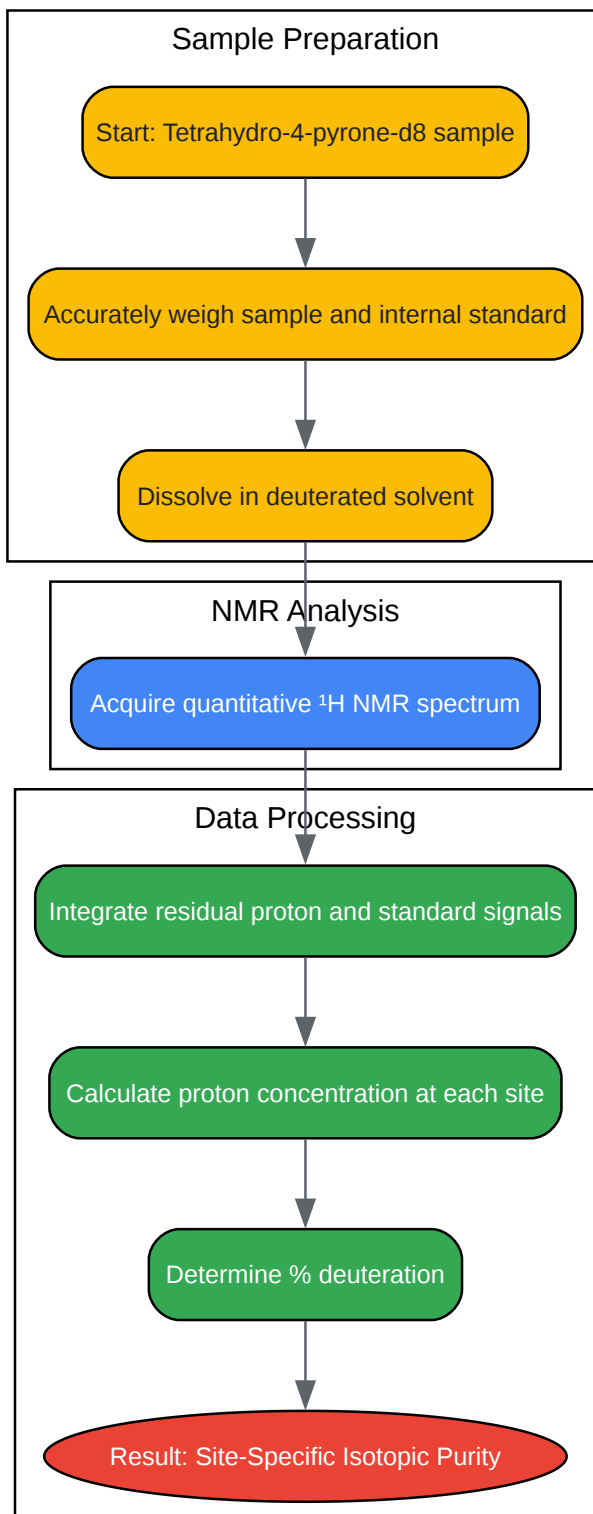 Sample Preparation
Start: Tetrahydro-4-pyrone-d8 sample
Accurately weigh sample and internal standard
Dissolve in deuterated solvent
NMR Analysis
Acquire quantitative ¹H NMR spectrum
Data Processing
Integrate residual proton and standard signals
Calculate proton concentration at each site
Determine % deuteration
Result: Site-Specific Isotopic Purity